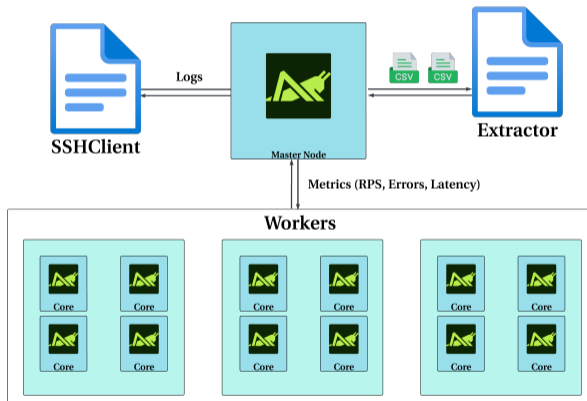 CSV CSV
Logs
SSHClient
Extractor
Master Node
Metrics (RPS, Errors, Latency)
Workers
Core Core Core Core Core Core
Core Core Core Core Core Core